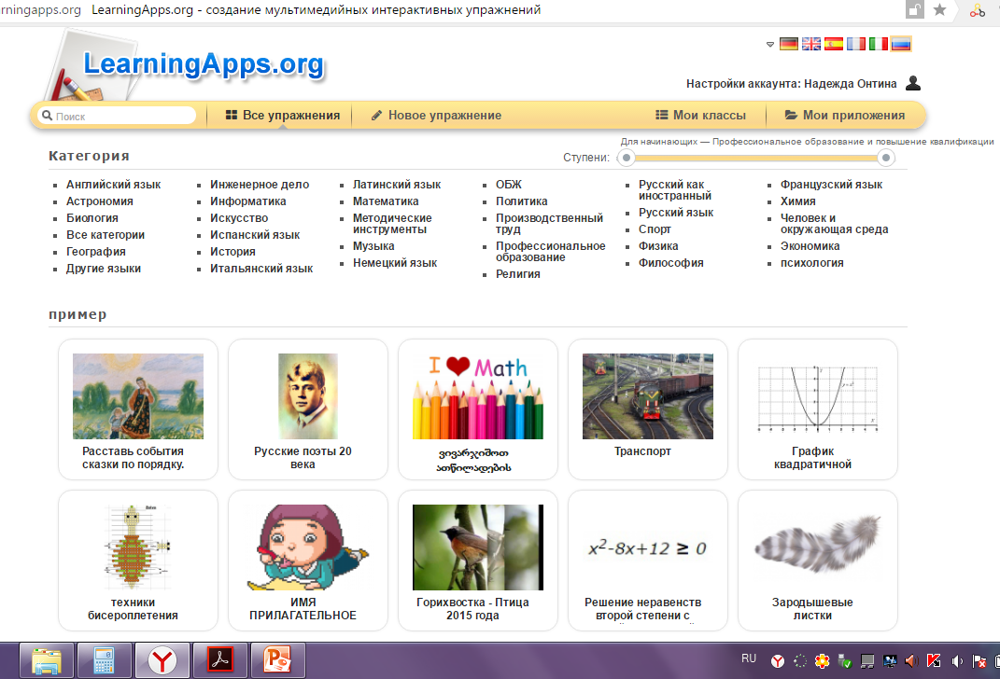 rningapps.org LearningApps.org - создание мультимедийных интерактивных упражнений
LearningApps.org
Настройки аккаунта: Надежда Онтина
Поиск
Все упражнения
Новое упражнение
Мои классы
Мои приложения
Категория
Для начинающих — Профессиональное образование и повышение квалификации
Ступени:
Английский язык
Астрономия
Биология
Все категории
География
Другие языки
Инженерное дело
Информатика
Искусство
Испанский язык
История
Итальянский язык
Латинский язык
Математика
Методические
инструменты
Музыка
Немецкий язык
ОБЖ
Политика
Производственный
труд
Профессиональное
образование
Религия
Русский как
иностранный
Русский язык
Спорт
Физика
Философия
Французский язык
Химия
Человек и
окружающая среда
Экономика
психология
пример
Расставь события
сказки по порядку.
Русские поэты 20
века
I Math
ვივარჯიშოთ
ათწილადების
Транспорт
График
квадратичной
техники
бисероплетения
ИМЯ
ПРИЛАГАТЕЛЬНОЕ
Горихвостка - Птица
2015 года
x²-8x+12 ≥ 0
Решение неравенств
второй степени с
Зародышевые
листки
RU